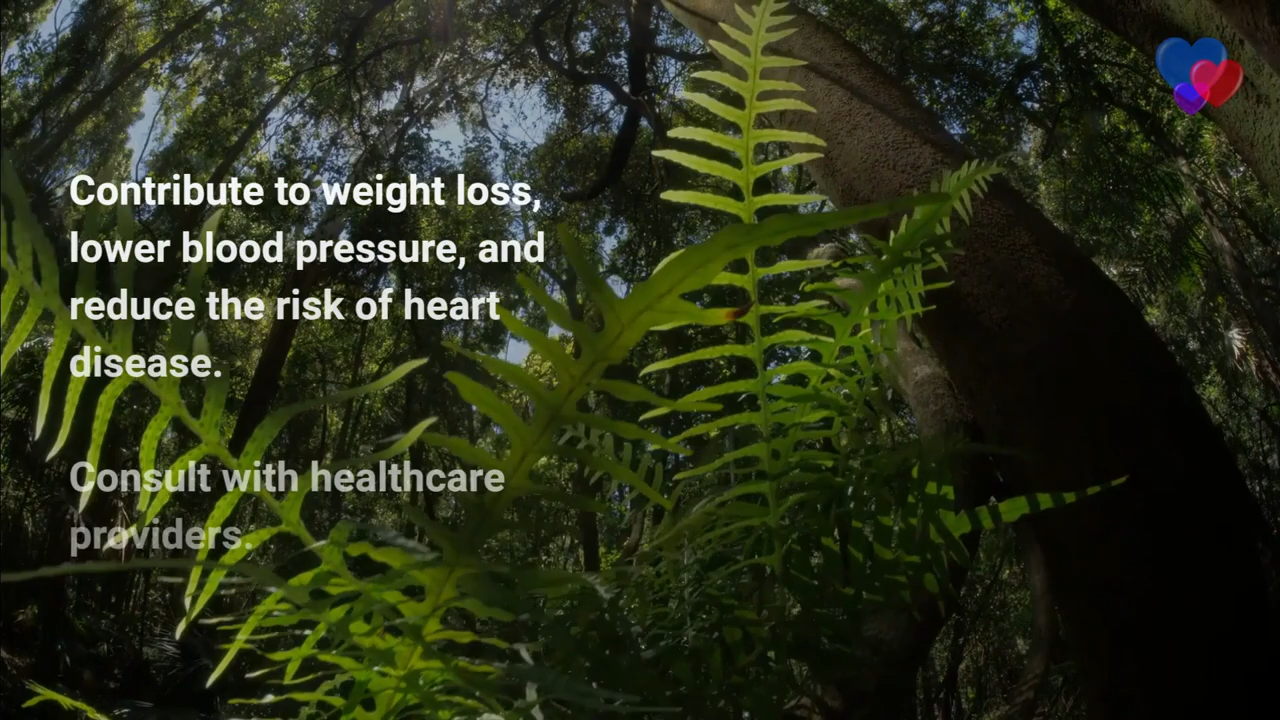 Contribute to weight loss,
lower blood pressure, and
reduce the risk of heart
disease.
Consult with healthcare
providers.